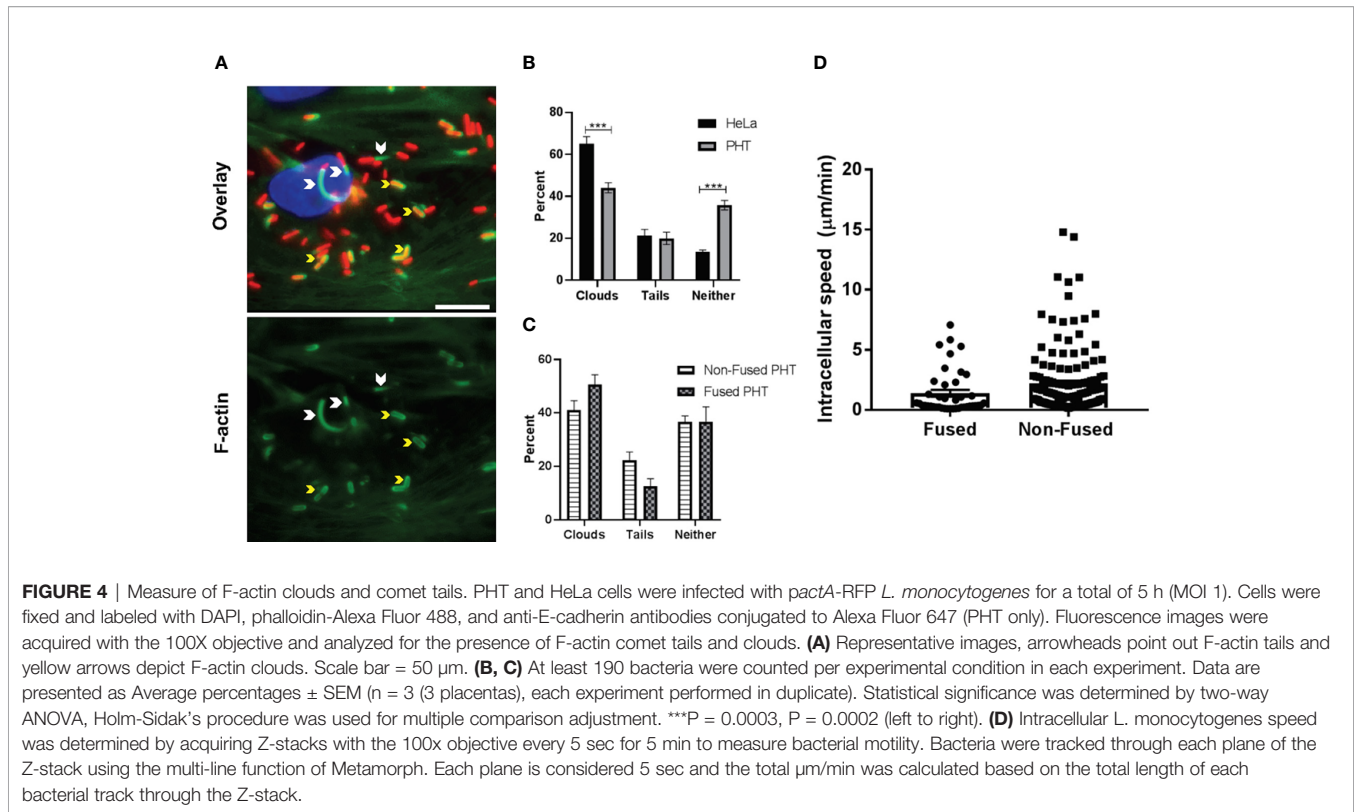 A
B
D
Overlay
F-actin
80
60
40
20
0
Percent
***
***
HeLa
PHT
Clouds
Tails
Neither
C
60
40
20
0
Percent
Non-Fused PHT
Fused PHT
Clouds
Tails
Neither
20
15
10
5
0
Intracellular speed (μm/min)
Fused
Non-Fused
FIGURE 4 | Measure of F-actin clouds and comet tails. PHT and HeLa cells were infected with pactA-RFP L. monocytogenes for a total of 5 h (MOI 1). Cells were
fixed and labeled with DAPI, phalloidin-Alexa Fluor 488, and anti-E-cadherin antibodies conjugated to Alexa Fluor 647 (PHT only). Fluorescence images were
acquired with the 100X objective and analyzed for the presence of F-actin comet tails and clouds. (A) Representative images, arrowheads point out F-actin tails and
yellow arrows depict F-actin clouds. Scale bar = 50 μm. (B, C) At least 190 bacteria were counted per experimental condition in each experiment. Data are
presented as Average percentages ± SEM (n = 3 (3 placentas), each experiment performed in duplicate). Statistical significance was determined by two-way
ANOVA, Holm-Sidak's procedure was used for multiple comparison adjustment. ***P = 0.0003, P = 0.0002 (left to right). (D) Intracellular L. monocytogenes speed
was determined by acquiring Z-stacks with the 100x objective every 5 sec for 5 min to measure bacterial motility. Bacteria were tracked through each plane of the
Z-stack using the multi-line function of Metamorph. Each plane is considered 5 sec and the total μm/min was calculated based on the total length of each
bacterial track through the Z-stack.